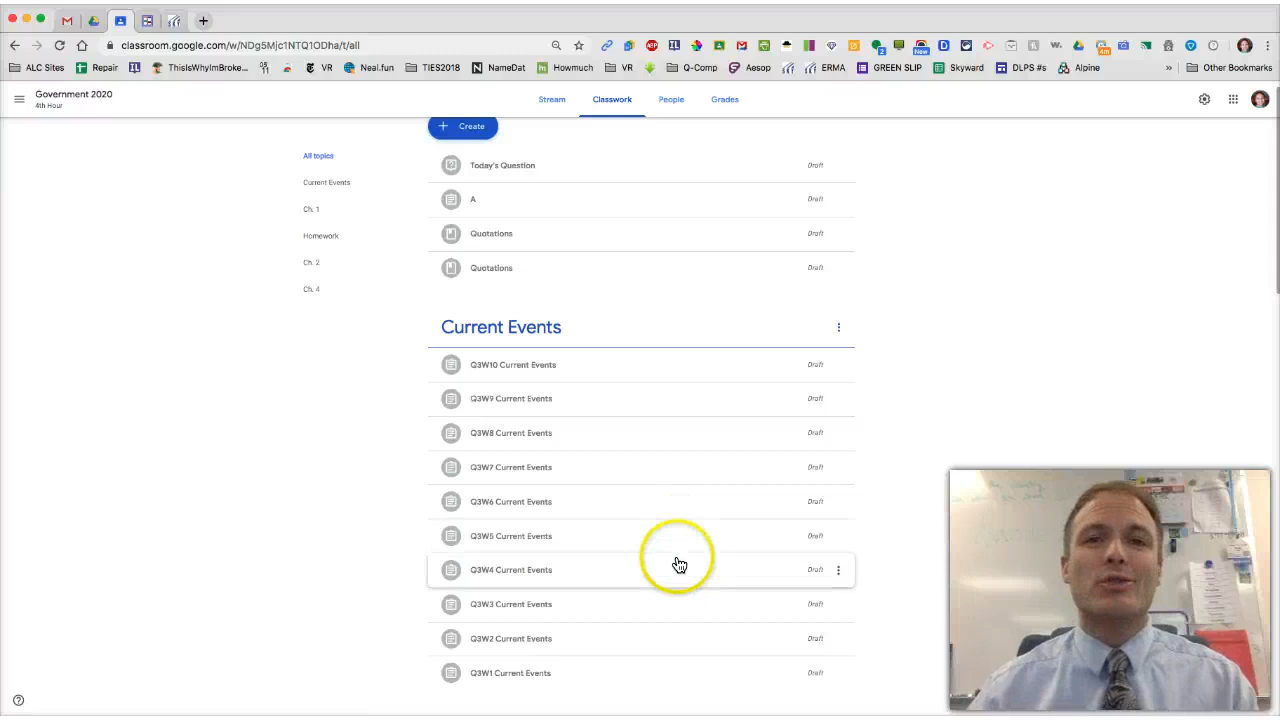 classroom.google.com/w/NDg5Mjc1NTQ1ODha/t/all
ALC Sites
Repair
ThisIsWhyImBroke...
VR
Neal.fun
TIES2018
NameDat
Howmuch
VR
Q-Comp
Aesop
ERMA
GREEN SLIP
Skyward
DLPS #s
Alpine
»
Other Bookmarks
Government 2020
4th Hour
Stream
Classwork
People
Grades
+ Create
All topics
Current Events
Ch. 1
Homework
Ch. 2
Ch. 4
Today's Question Draft
A Draft
Quotations Draft
Quotations Draft
Current Events
Q3W10 Current Events Draft
Q3W9 Current Events Draft
Q3W8 Current Events Draft
Q3W7 Current Events Draft
Q3W6 Current Events Draft
Q3W5 Current Events Draft
Q3W4 Current Events Draft
Q3W3 Current Events Draft
Q3W2 Current Events Draft
Q3W1 Current Events Draft